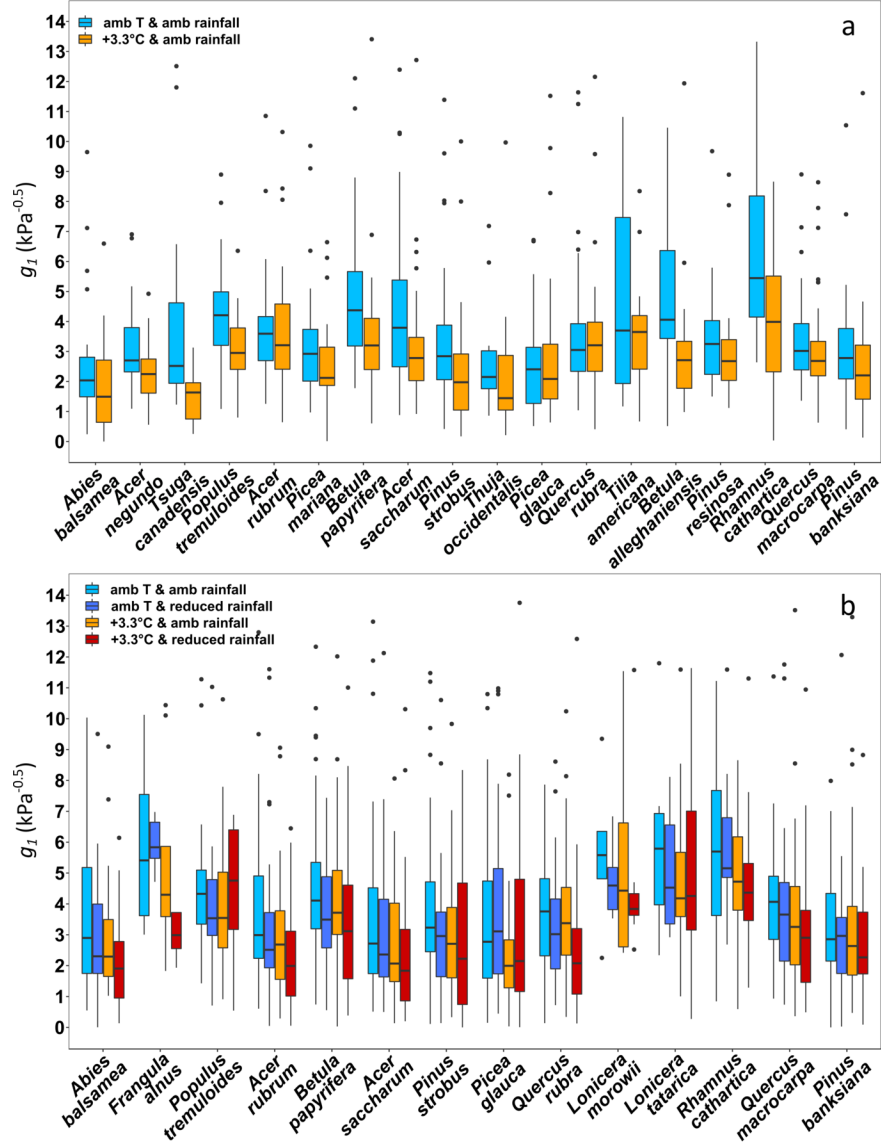 a
amb T & amb rainfall
+3.3°C & amb rainfall
14
13
12
11
10
9
8
7
6
5
4
3
2
1
0
g1 (kPa-0.5)
Abies
balsamea
Acer
negundo
Tsuga
canadensis
Populus
tremuloides
Acer
rubrum
Picea
mariana
Betula
papyrifera
Acer
saccharum
Pinus
strobus
Thuja
occidentalis
Picea
glauca
Quercus
rubra
Tilia
americana
Betula
alleghaniensis
Pinus
resinosa
Rhamnus
cathartica
Quercus
macrocarpa
Pinus
banksiana
b
amb T & amb rainfall
amb T & reduced rainfall
+3.3°C & amb rainfall
+3.3°C & reduced rainfall
14
13
12
11
10
9
8
7
6
5
4
3
2
1
0
g1 (kPa-0.5)
Abies
balsamea
Frangula
alnus
Populus
tremuloides
Acer
rubrum
Betula
papyrifera
Acer
saccharum
Pinus
strobus
Picea
glauca
Quercus
rubra
Lonicera
morowii
Lonicera
tatarica
Rhamnus
cathartica
Quercus
macrocarpa
Pinus
banksiana